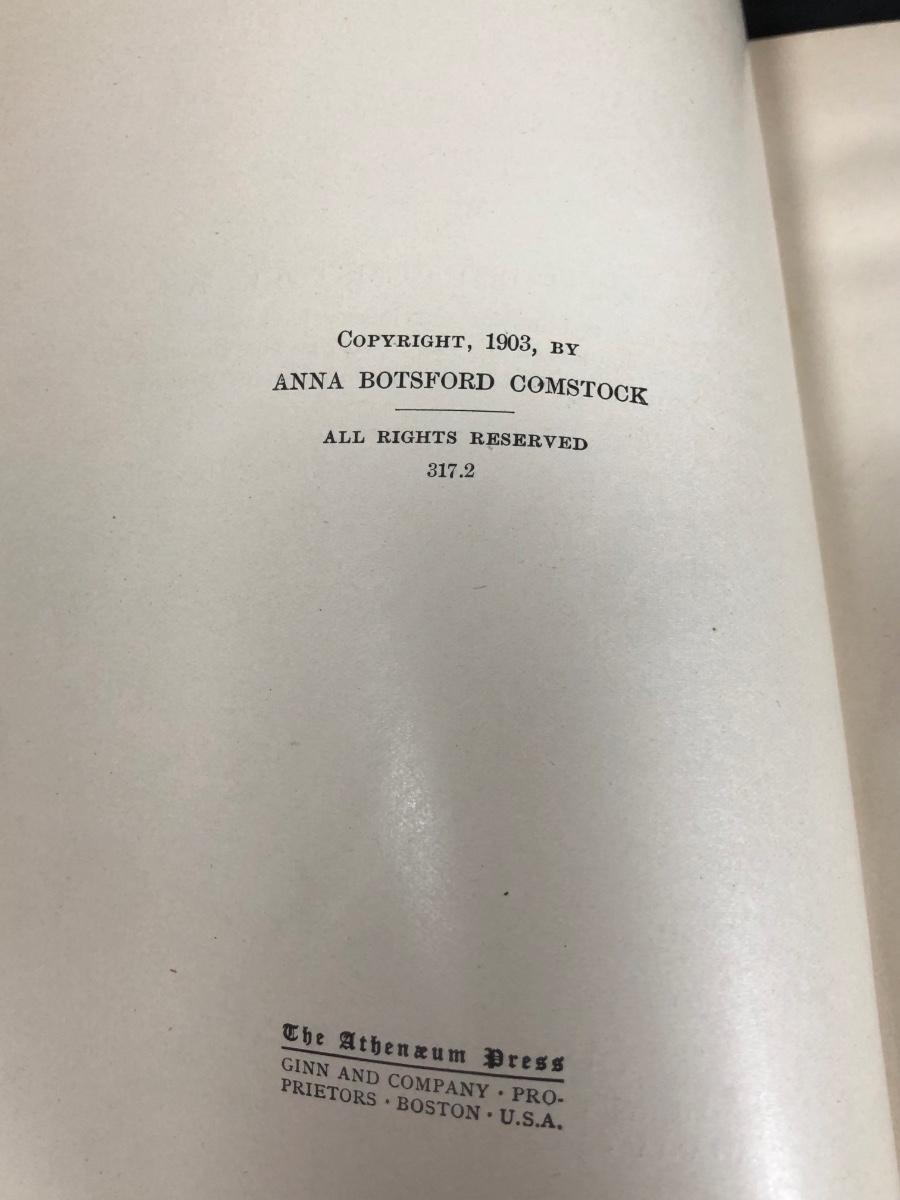 COPYRIGHT, 1903, BY
ANNA BOTSFORD COMSTOCK
ALL RIGHTS RESERVED
317.2
The Athenæum Press
GINN AND COMPANY · PRO-
PRIETORS · BOSTON · U.S.A.